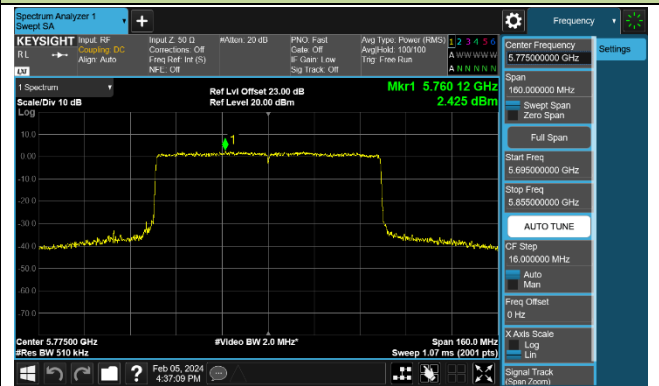 Spectrum Analyzer 1
Swept SA
+
Frequency
KEYSIGHT
Input: RF
Input Z: 50 Ω
#Atten: 20 dB
PNO: Fast
Avg Type: Power (RMS)
1 2 3 4 5 6
RL
Coupling: DC
Corrections: Off
Gate: Off
Avg|Hold: 100/100
A W W W W W
Align: Auto
Freq Ref: Int (S)
IF Gain: Low
Trig: Free Run
LXI
NFE: Off
Sig Track: Off
A N N N N N
1 Spectrum
Scale/Div 10 dB
Log
Ref Lvl Offset 23.00 dB
Ref Level 20.00 dBm
Mkr1 5.760 12 GHz
2.425 dBm
1
10.0
0.00
-10.0
-20.0
-30.0
-40.0
-50.0
-60.0
-70.0
Center 5.77500 GHz
#Video BW 2.0 MHz*
Span 160.0 MHz
#Res BW 510 kHz
Sweep 1.07 ms (2001 pts)
?
Feb 05, 2024
4:37:09 PM
Center Frequency
5.775000000 GHz
Settings
Span
160.000000 MHz
Swept Span
Zero Span
Full Span
Start Freq
5.695000000 GHz
Stop Freq
5.855000000 GHz
AUTO TUNE
CF Step
16.000000 MHz
Auto
Man
Freq Offset
0 Hz
X Axis Scale
Log
Lin
Signal Track
(Span Zoom)